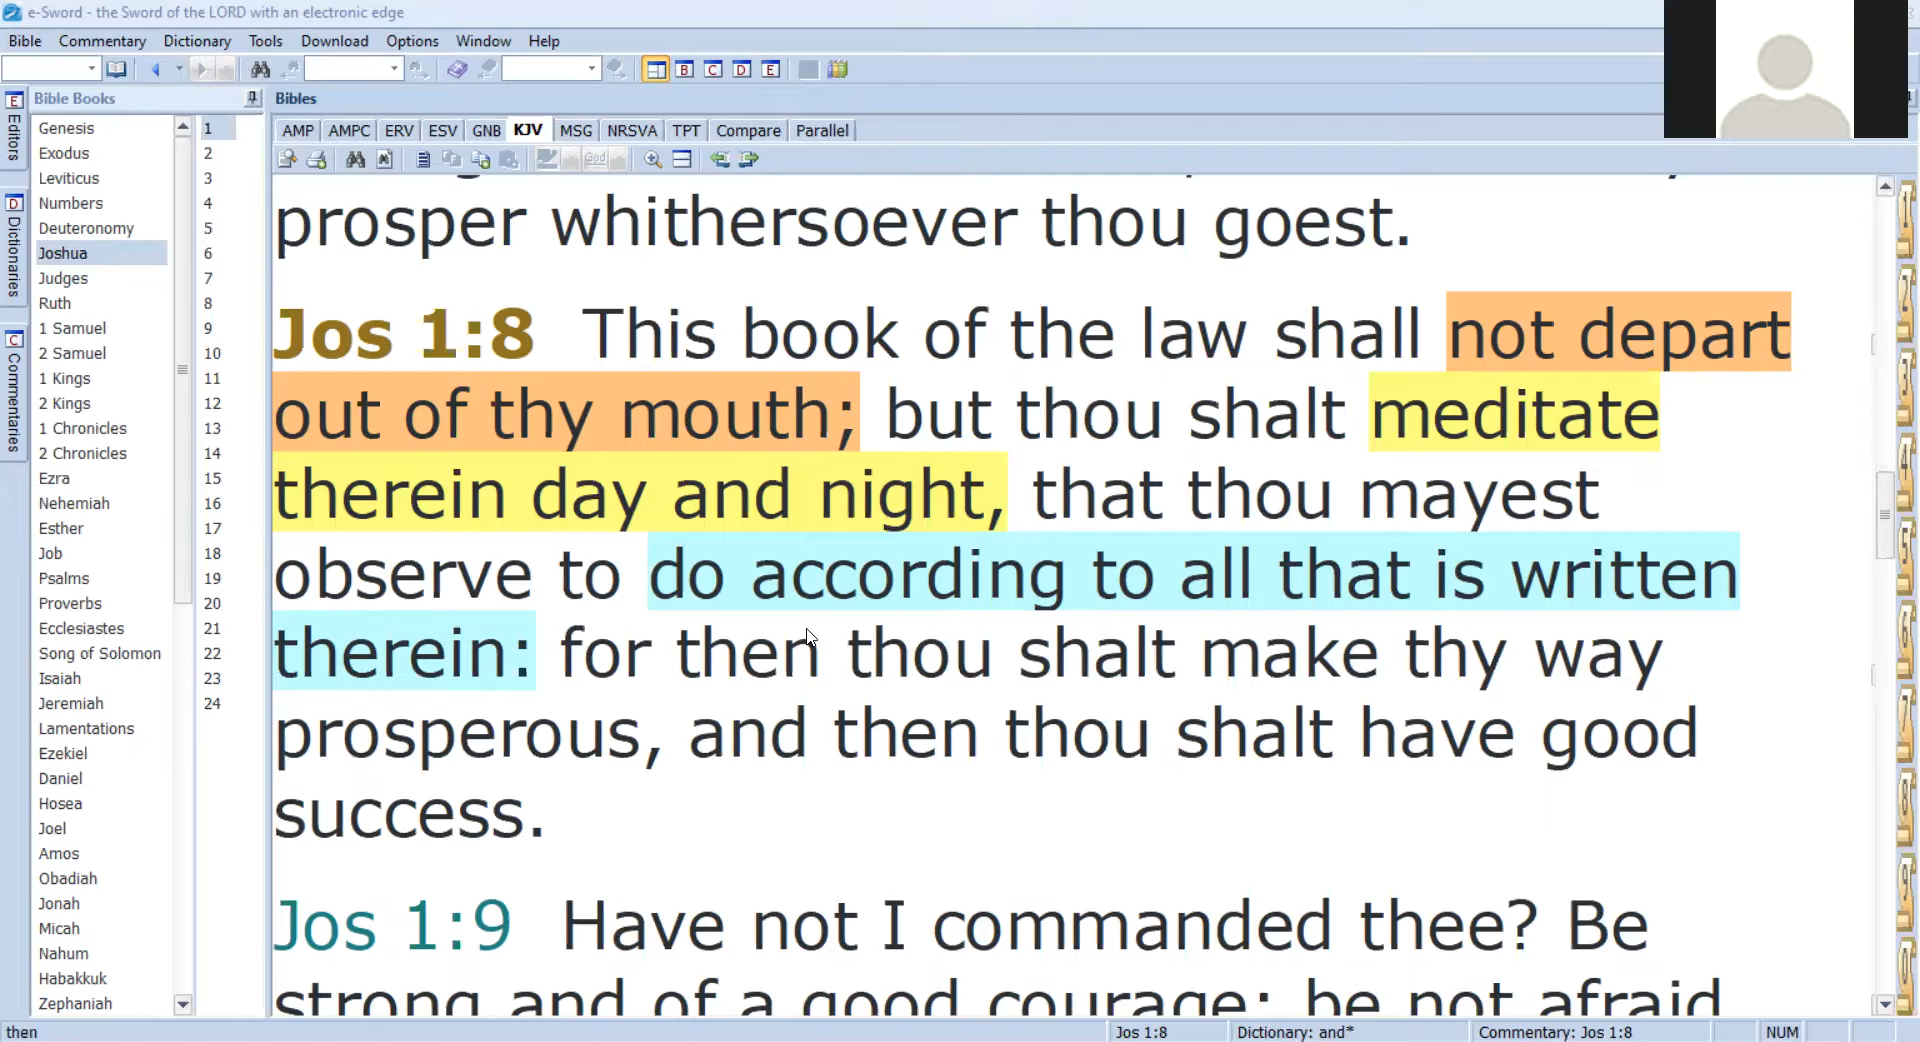 e-Sword - the Sword of the LORD with an electronic edge
Bible Commentary Dictionary Tools Download Options Window Help
B C D E
Bible Books
Bibles
AMP AMPC ERV ESV GNB KJV MSG NRSVA TPT Compare Parallel
God
E Editors
D Dictionaries
C Commentaries
Genesis
Exodus
Leviticus
Numbers
Deuteronomy
Joshua
Judges
Ruth
1 Samuel
2 Samuel
1 Kings
2 Kings
1 Chronicles
2 Chronicles
Ezra
Nehemiah
Esther
Job
Psalms
Proverbs
Ecclesiastes
Song of Solomon
Isaiah
Jeremiah
Lamentations
Ezekiel
Daniel
Hosea
Joel
Amos
Obadiah
Jonah
Micah
Nahum
Habakkuk
Zephaniah
1
2
3
4
5
6
7
8
9
10
11
12
13
14
15
16
17
18
19
20
21
22
23
24
prosper whithersoever thou goest.
Jos 1:8 This book of the law shall not depart
out of thy mouth; but thou shalt meditate
therein day and night, that thou mayest
observe to do according to all that is written
therein: for then thou shalt make thy way
prosperous, and then thou shalt have good
success.
Jos 1:9 Have not I commanded thee? Be
strong and of a good courage; be not afraid
then
Jos 1:8
Dictionary: and*
Commentary: Jos 1:8
NUM